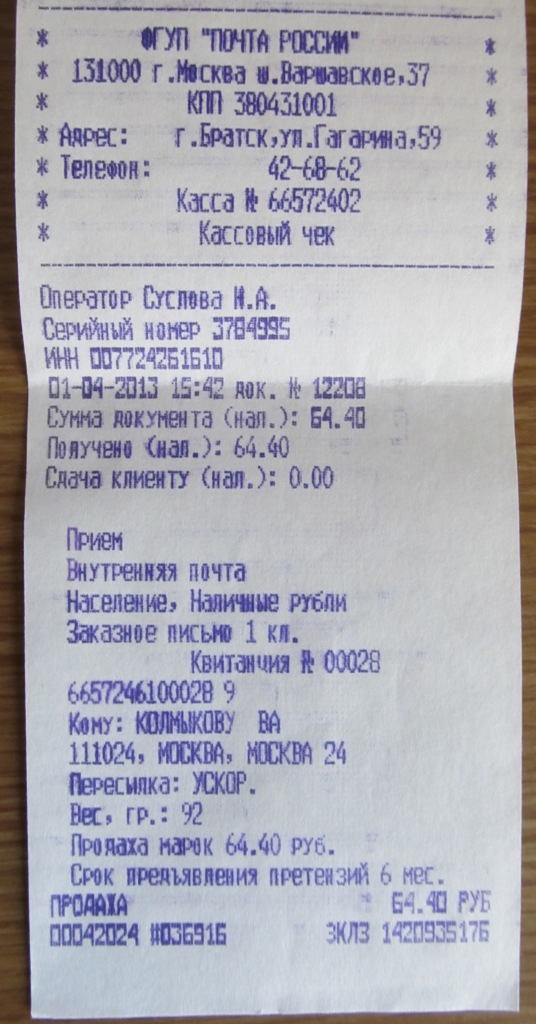 * ФГУП "ПОЧТА РОССИИ" *
* 131000 г.Москва ш.Варшавское,37 *
* КПП 380431001 *
* Адрес: г.Братск,ул.Гагарина,59 *
* Телефон: 42-68-62 *
* Касса № 66572402 *
* Кассовый чек *
Оператор Суслова Н.А.
Серийный номер 3784995
ИНН 007724261610
01-04-2013 15:42 док. № 12208
Сумма документа (нал.): 64.40
Получено (нал.): 64.40
Сдача клиенту (нал.): 0.00
Прием
Внутренняя почта
Население, Наличные рубли
Заказное письмо 1 кл.
Квитанция № 00028
6657246100028 9
Кому: КОЛМЫКОВУ ВА
111024, МОСКВА, МОСКВА 24
Пересылка: УСКОР.
Вес, гр.: 92
Продажа марок 64.40 руб.
Срок предъявления претензий 6 мес.
ПРОДАЖА 64.40 РУБ
00042024 #036916 ЭКЛЗ 1420935176